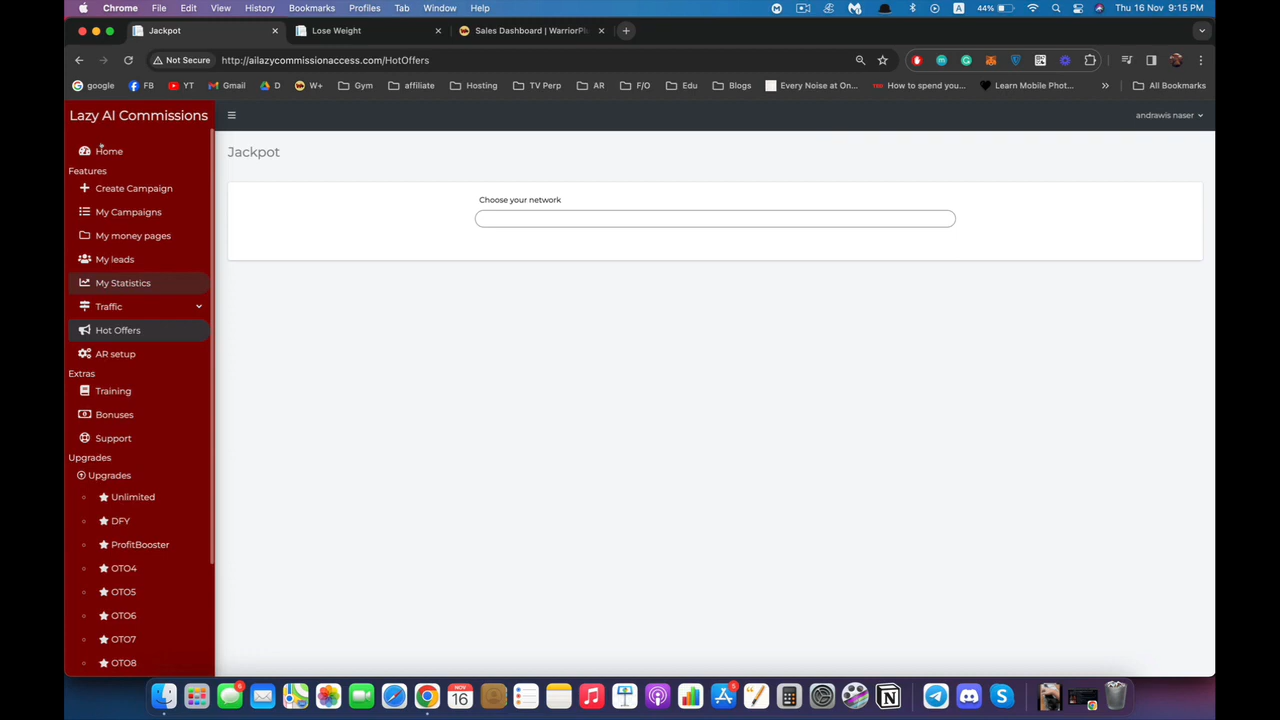 Chrome File Edit View History Bookmarks Profiles Tab Window Help
A 44% Thu 16 Nov 9:15 PM
Jackpot Lose Weight Sales Dashboard | WarriorPl
Not Secure http://ailazycommissionaccess.com/HotOffers
google FB YT Gmail D W+ Gym affiliate Hosting TV Perp AR F/O Edu Blogs Every Noise at On... TED How to spend you... Learn Mobile Phot... » All Bookmarks
Lazy AI Commissions
andrawis naser
Home
Features
Create Campaign
My Campaigns
My money pages
My leads
My Statistics
Traffic
Hot Offers
AR setup
Extras
Training
Bonuses
Support
Upgrades
Upgrades
Unlimited
DFY
ProfitBooster
OTO4
OTO5
OTO6
OTO7
OTO8
Jackpot
Choose your network